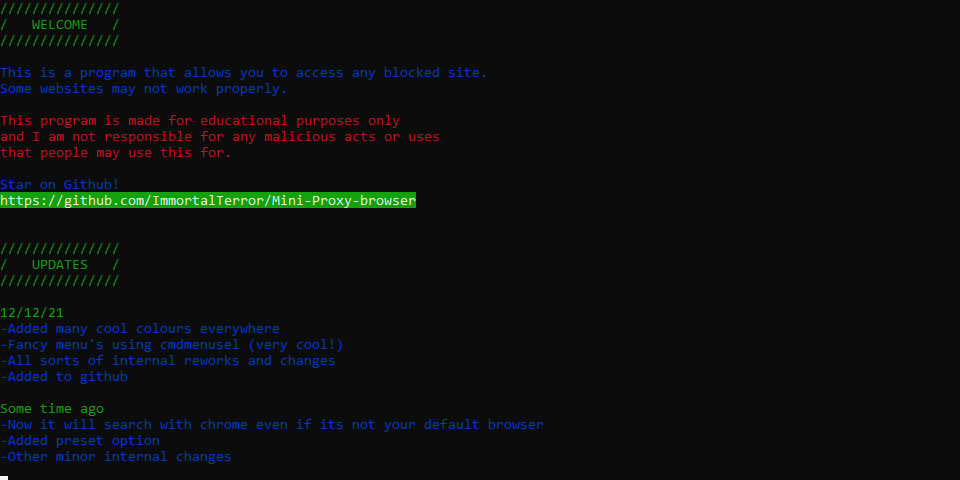 ///////////////
/   WELCOME   /
///////////////
This is a program that allows you to access any blocked site.
Some websites may not work properly.
This program is made for educational purposes only
and I am not responsible for any malicious acts or uses
that people may use this for.
Star on Github!
https://github.com/ImmortalTerror/Mini-Proxy-browser
///////////////
/   UPDATES   /
///////////////
12/12/21
-Added many cool colours everywhere
-Fancy menu's using cmdmenusel (very cool!)
-All sorts of internal reworks and changes
-Added to github
Some time ago
-Now it will search with chrome even if its not your default browser
-Added preset option
-Other minor internal changes